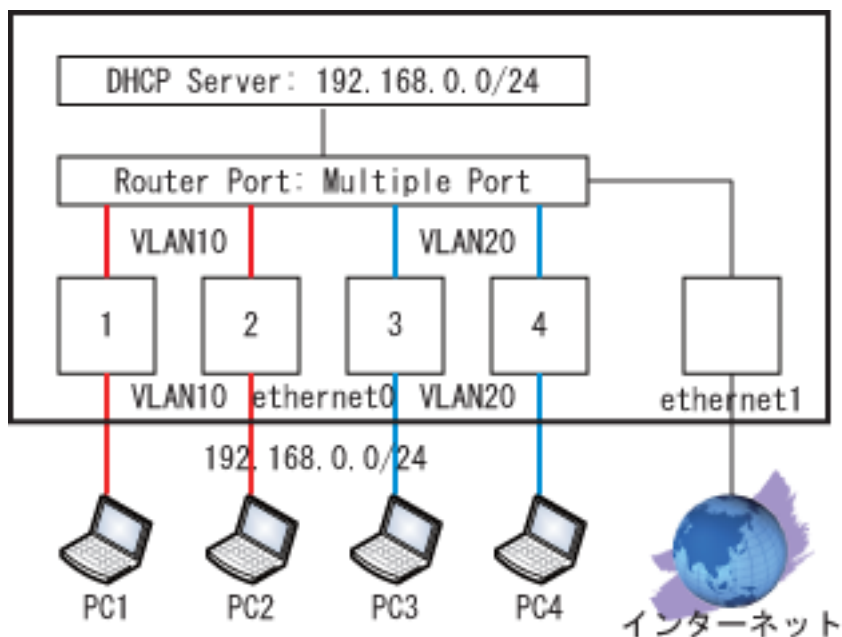 DHCP Server: 192.168.0.0/24
Router Port: Multiple Port
VLAN10 VLAN20
1 2 3 4
VLAN10 ethernet0 VLAN20 ethernet1
192.168.0.0/24
PC1 PC2 PC3 PC4
インターネット